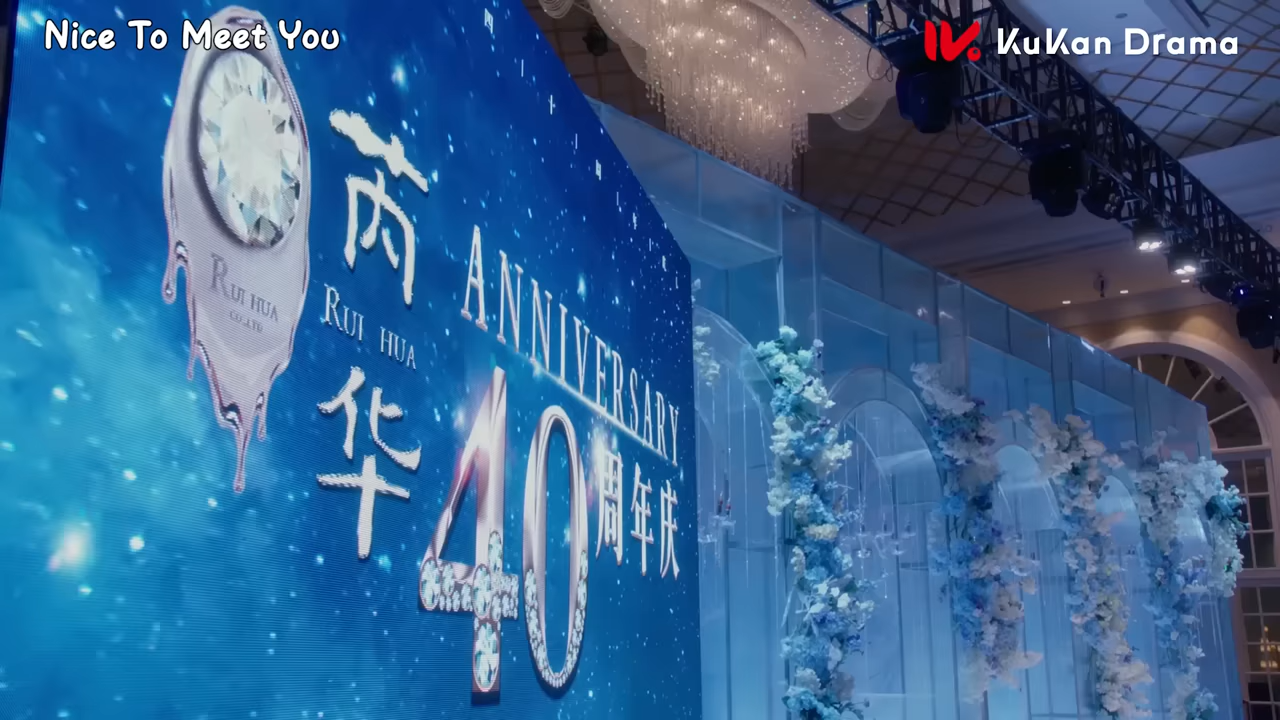 Nice To Meet You
KuKan Drama
RUI HUA
CO.,LTD
芮
RUI HUA
华
ANNIVERSARY
40
周年庆